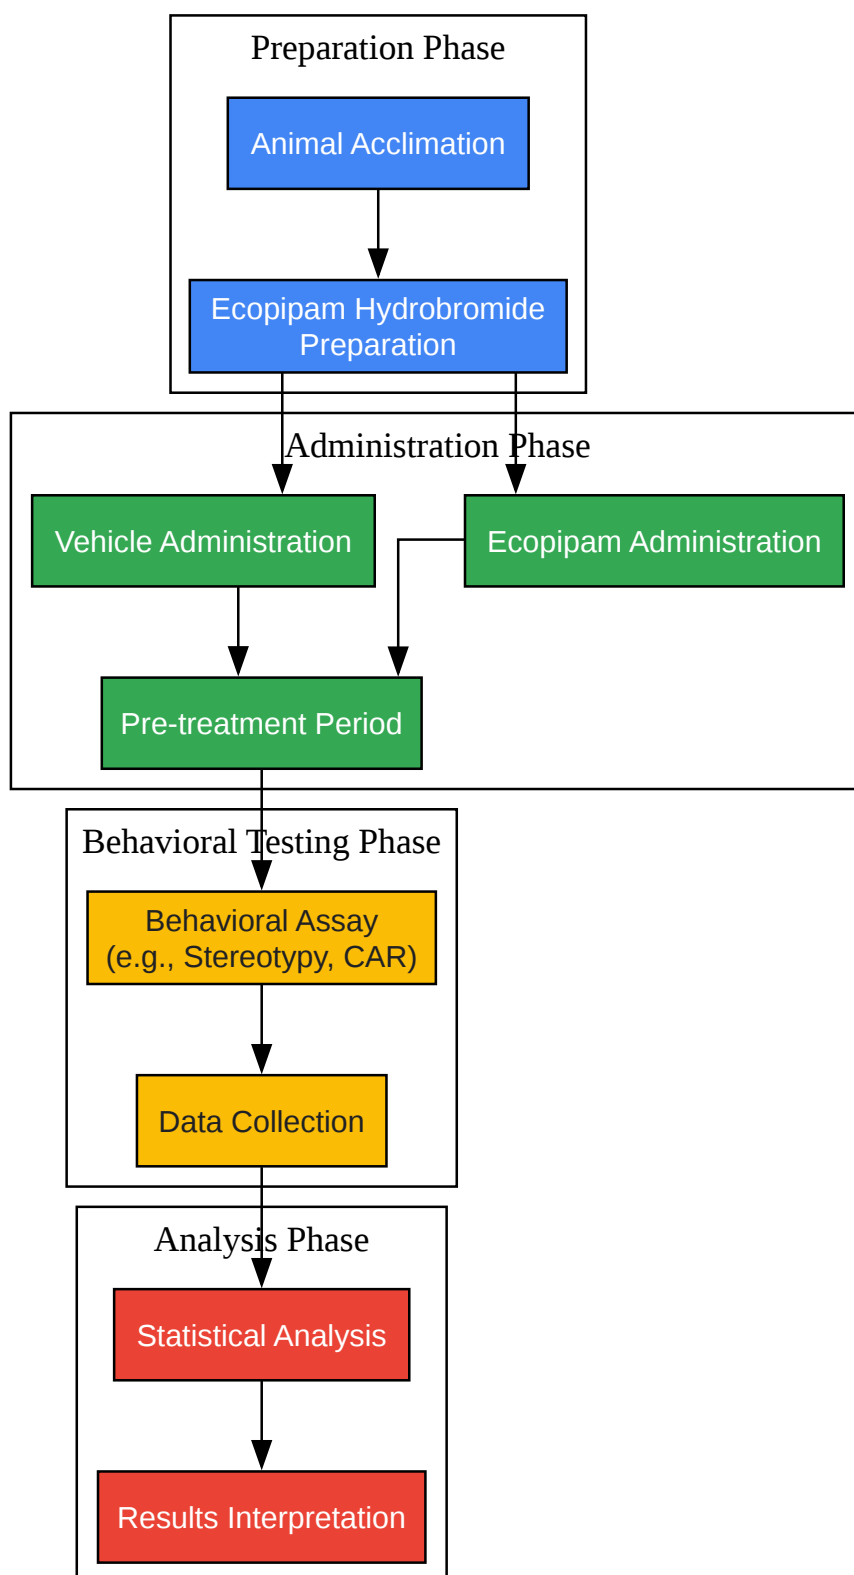 Preparation Phase
Animal Acclimation
Ecopipam Hydrobromide
Preparation
Administration Phase
Vehicle Administration
Ecopipam Administration
Pre-treatment Period
Behavioral Testing Phase
Behavioral Assay
(e.g., Stereotypy, CAR)
Data Collection
Analysis Phase
Statistical Analysis
Results Interpretation